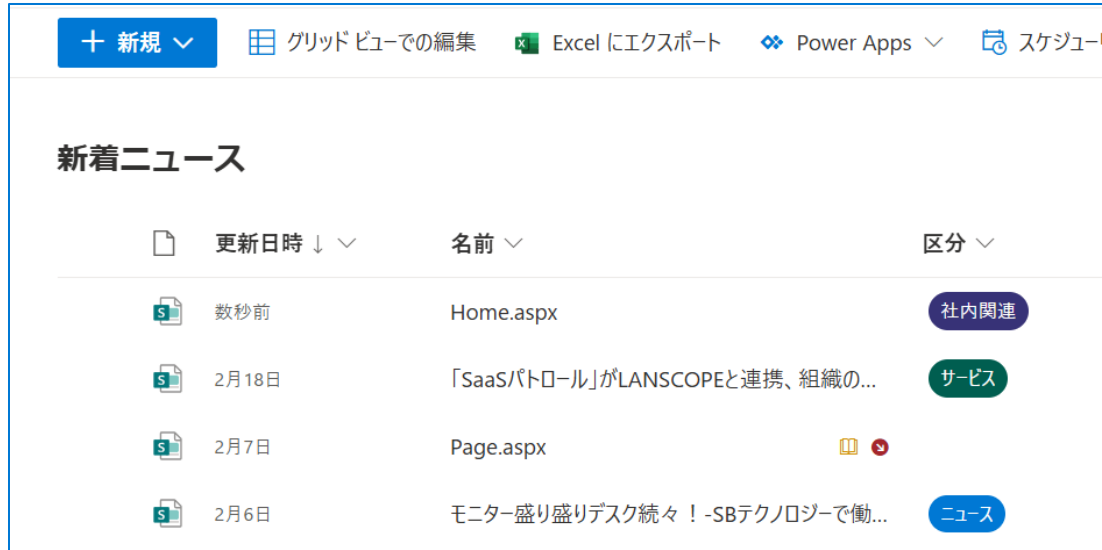 新規 グリッド ビューでの編集 Excel にエクスポート Power Apps スケジュー
新着ニュース
更新日時 ↓ 名前 区分
数秒前 Home.aspx 社内関連
2月18日 「SaaSパトロール」がLANSCOPEと連携、組織の... サービス
2月7日 Page.aspx
2月6日 モニター盛り盛りデスク続々！-SBテクノロジーで働... ニュース